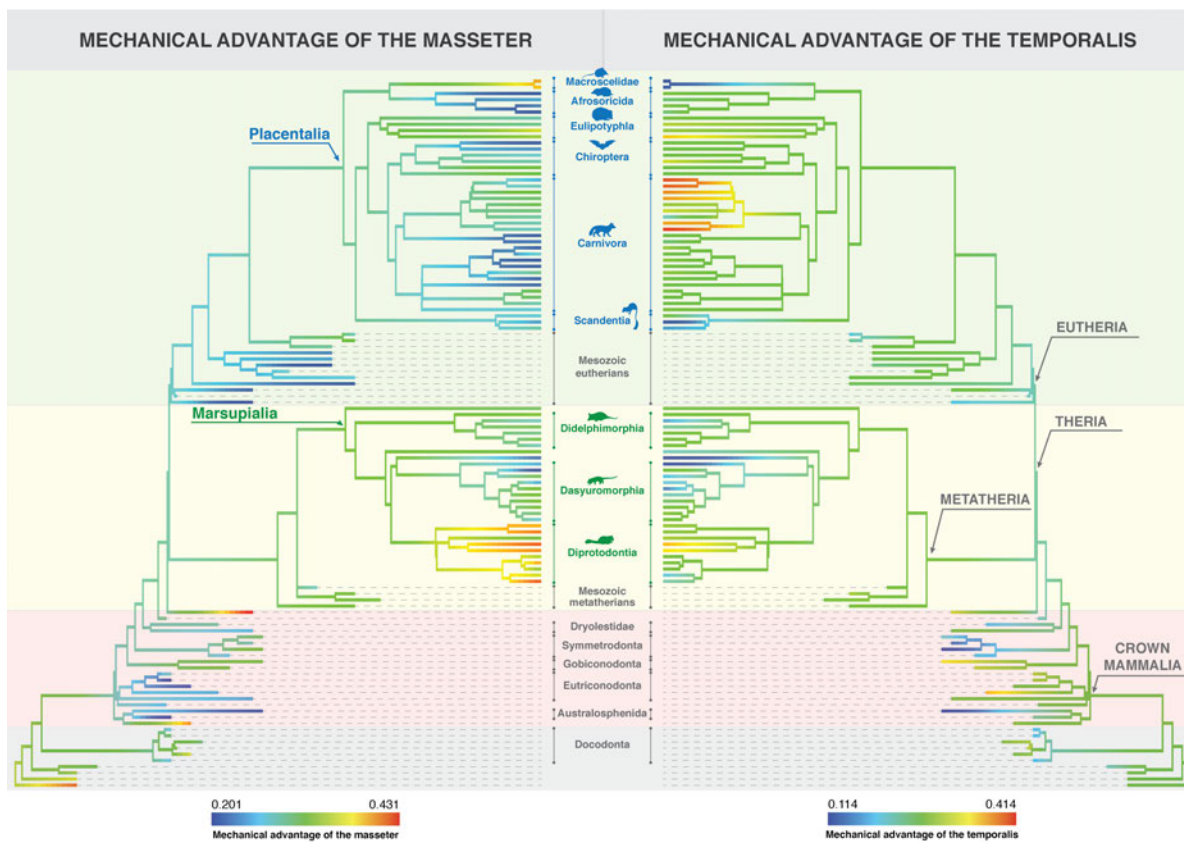 MECHANICAL ADVANTAGE OF THE MASSETER
MECHANICAL ADVANTAGE OF THE TEMPORALIS
Macroscelidae
Afrosoricida
Eulipotyphla
Placentalia
Chiroptera
Carnivora
Scandentia
EUTHERIA
Mesozoic
eutherians
Marsupialia
Didelphimorphia
THERIA
Dasyuromorphia
METATHERIA
Diprotodontia
Mesozoic
metatherians
Dryolestidae
Symmetrodonta
Gobiconodonta
CROWN
MAMMALIA
Eutriconodonta
Australosphenida
Docodonta
0.201
0.431
Mechanical advantage of the masseter
0.114
0.414
Mechanical advantage of the temporalis